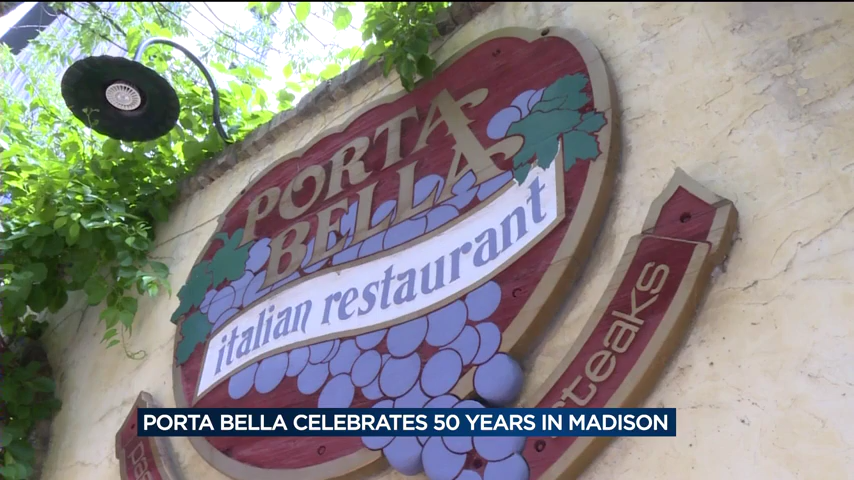 PORTA
BELLA
italian restaurant
steaks
PORTA BELLA CELEBRATES 50 YEARS IN MADISON